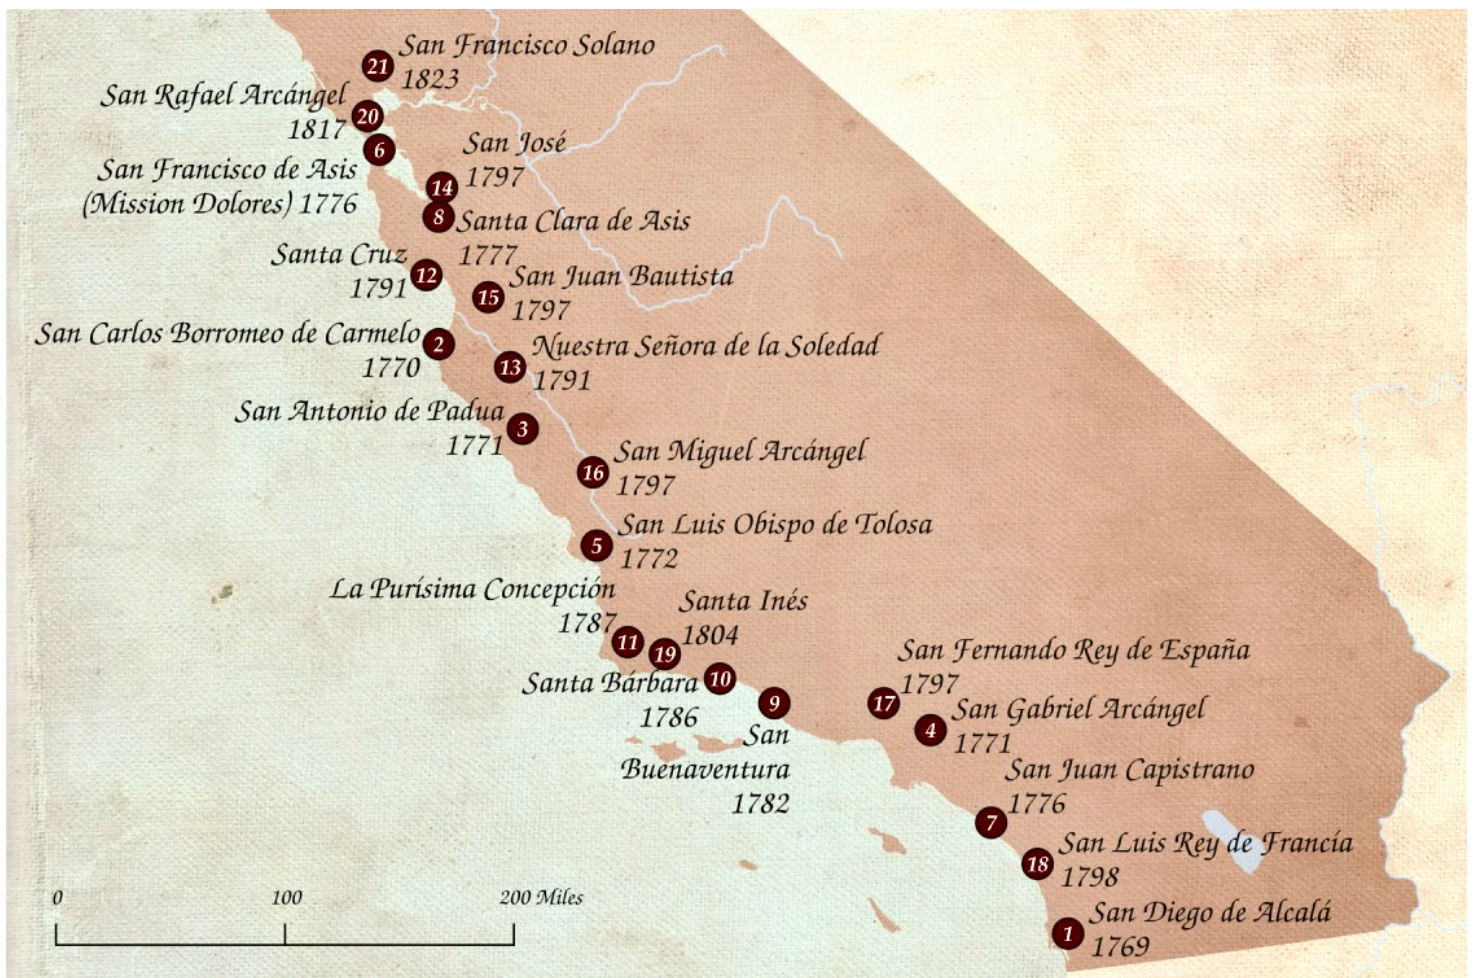 21
San Francisco Solano
1823
San Rafael Arcángel
1817
20
6
San Francisco de Asis
(Mission Dolores) 1776
San José
1797
14
8
Santa Clara de Asis
1777
Santa Cruz
1791
12
San Juan Bautista
15
1797
San Carlos Borromeo de Carmelo
1770
2
Nuestra Señora de la Soledad
13
1791
San Antonio de Padua
1771
3
San Miguel Arcángel
16
1797
San Luis Obispo de Tolosa
5
1772
La Purísima Concepción
1787
11
Santa Inés
1804
19
Santa Bárbara
1786
10
9
San
Buenaventura
1782
San Fernando Rey de España
1797
17
San Gabriel Arcángel
4
1771
San Juan Capistrano
1776
7
San Luis Rey de Francía
18
1798
San Diego de Alcalá
1
1769
0 100 200 Miles